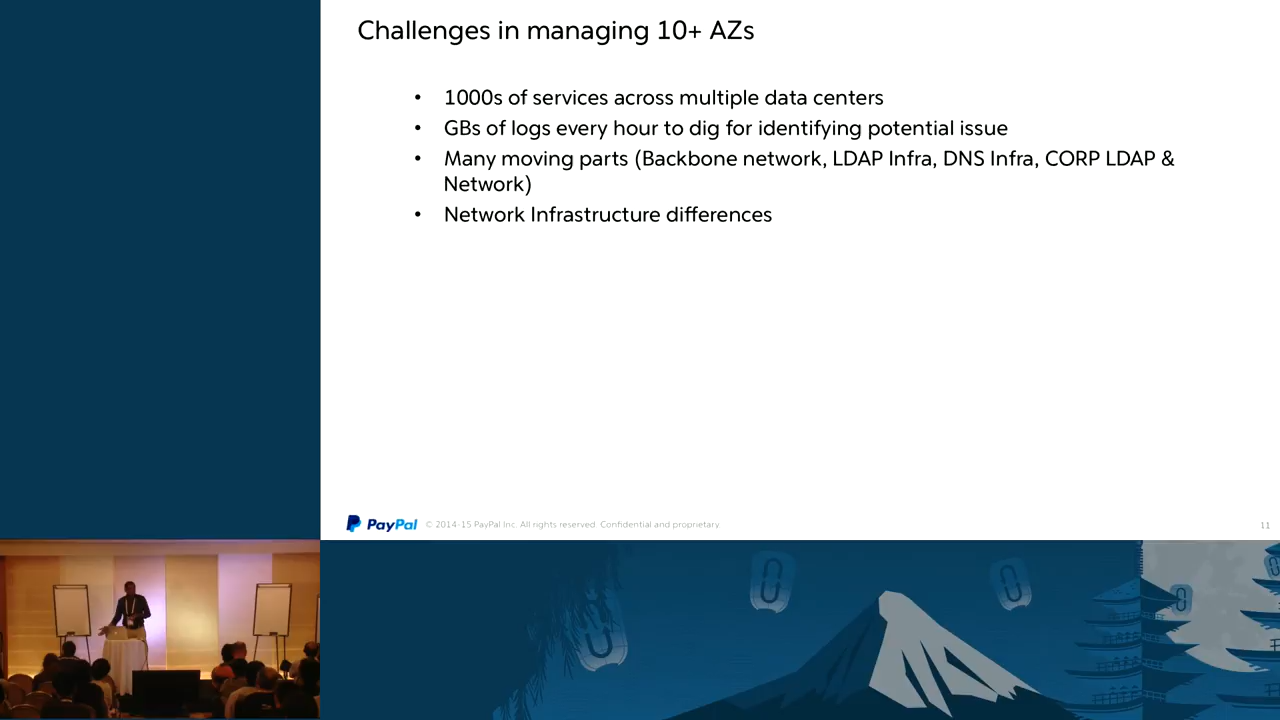 Challenges in managing 10+ AZs
• 1000s of services across multiple data centers
• GBs of logs every hour to dig for identifying potential issue
• Many moving parts (Backbone network, LDAP Infra, DNS Infra, CORP LDAP &
Network)
• Network Infrastructure differences
PayPal © 2014-15 PayPal Inc. All rights reserved. Confidential and proprietary. 11